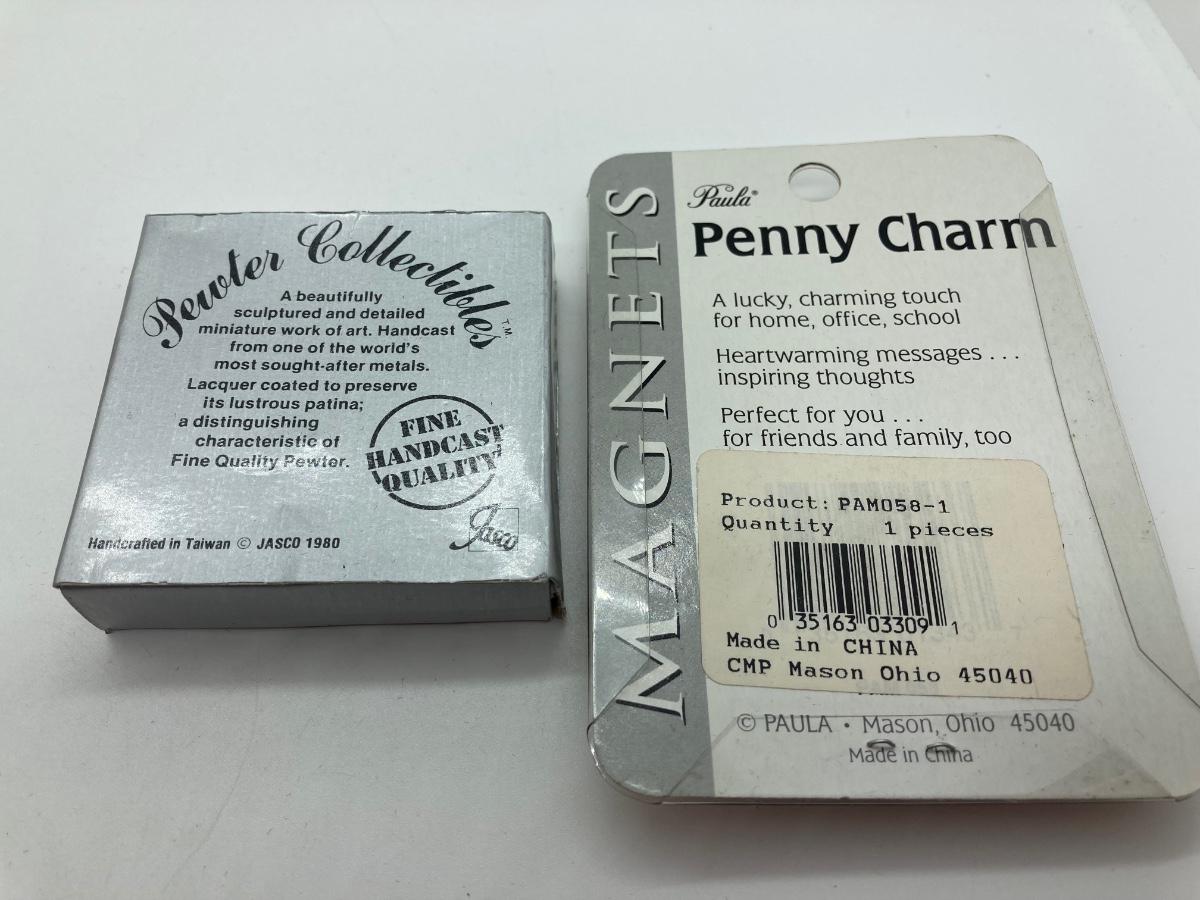 Pewter Collectibles™
A beautifully
sculptured and detailed
miniature work of art. Handcast
from one of the world's
most sought-after metals.
Lacquer coated to preserve
its lustrous patina;
a distinguishing
characteristic of
Fine Quality Pewter.
FINE
HANDCAST
QUALITY
Jasco
Handcrafted in Taiwan © JASCO 1980
MAGNETS
Paula®
Penny Charm
A lucky, charming touch
for home, office, school
Heartwarming messages . . .
inspiring thoughts
Perfect for you . . .
for friends and family, too
Product: PAM058-1
Quantity 1 pieces
0 35163 03309 1
Made in CHINA
CMP Mason Ohio 45040
© PAULA • Mason, Ohio 45040
Made in China